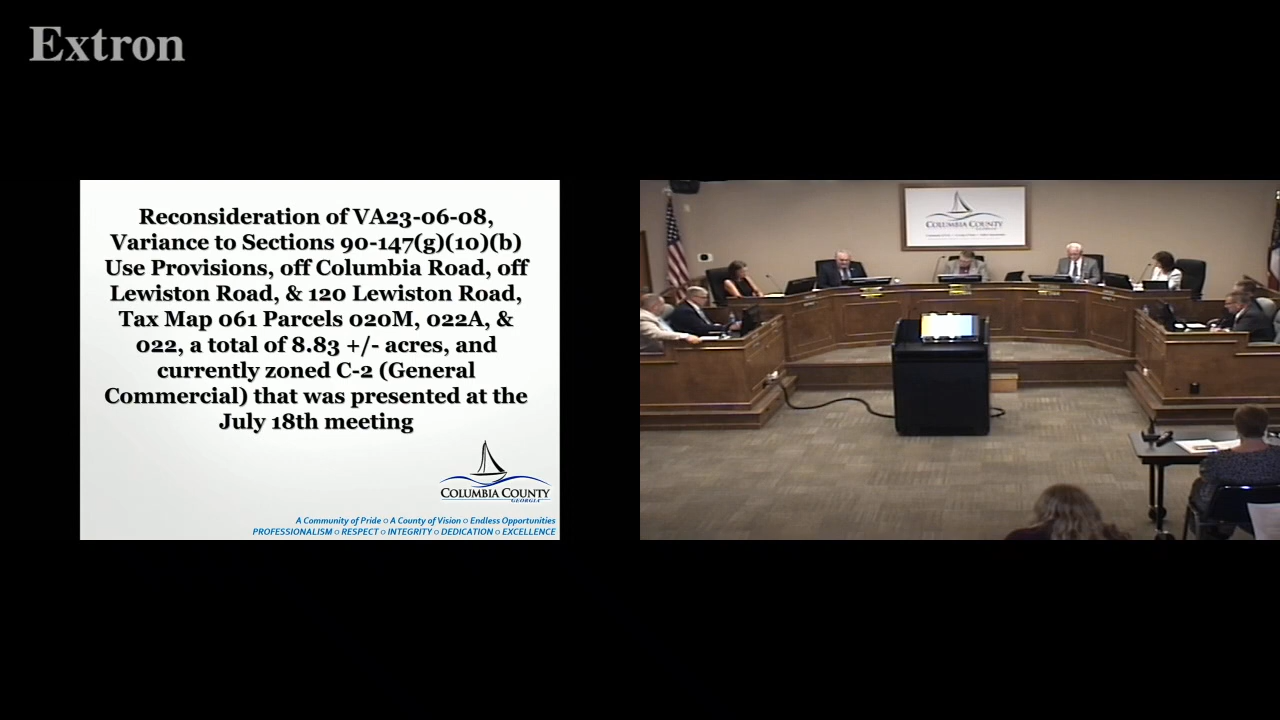 Extron
Reconsideration of VA23-06-08,
Variance to Sections 90-147(g)(10)(b)
Use Provisions, off Columbia Road, off
Lewiston Road, & 120 Lewiston Road,
Tax Map 061 Parcels 020M, 022A, &
022, a total of 8.83 +/- acres, and
currently zoned C-2 (General
Commercial) that was presented at the
July 18th meeting
COLUMBIA COUNTY
GEORGIA
A Community of Pride ○ A County of Vision ○ Endless Opportunities
PROFESSIONALISM ○ RESPECT ○ INTEGRITY ○ DEDICATION ○ EXCELLENCE
COLUMBIA COUNTY